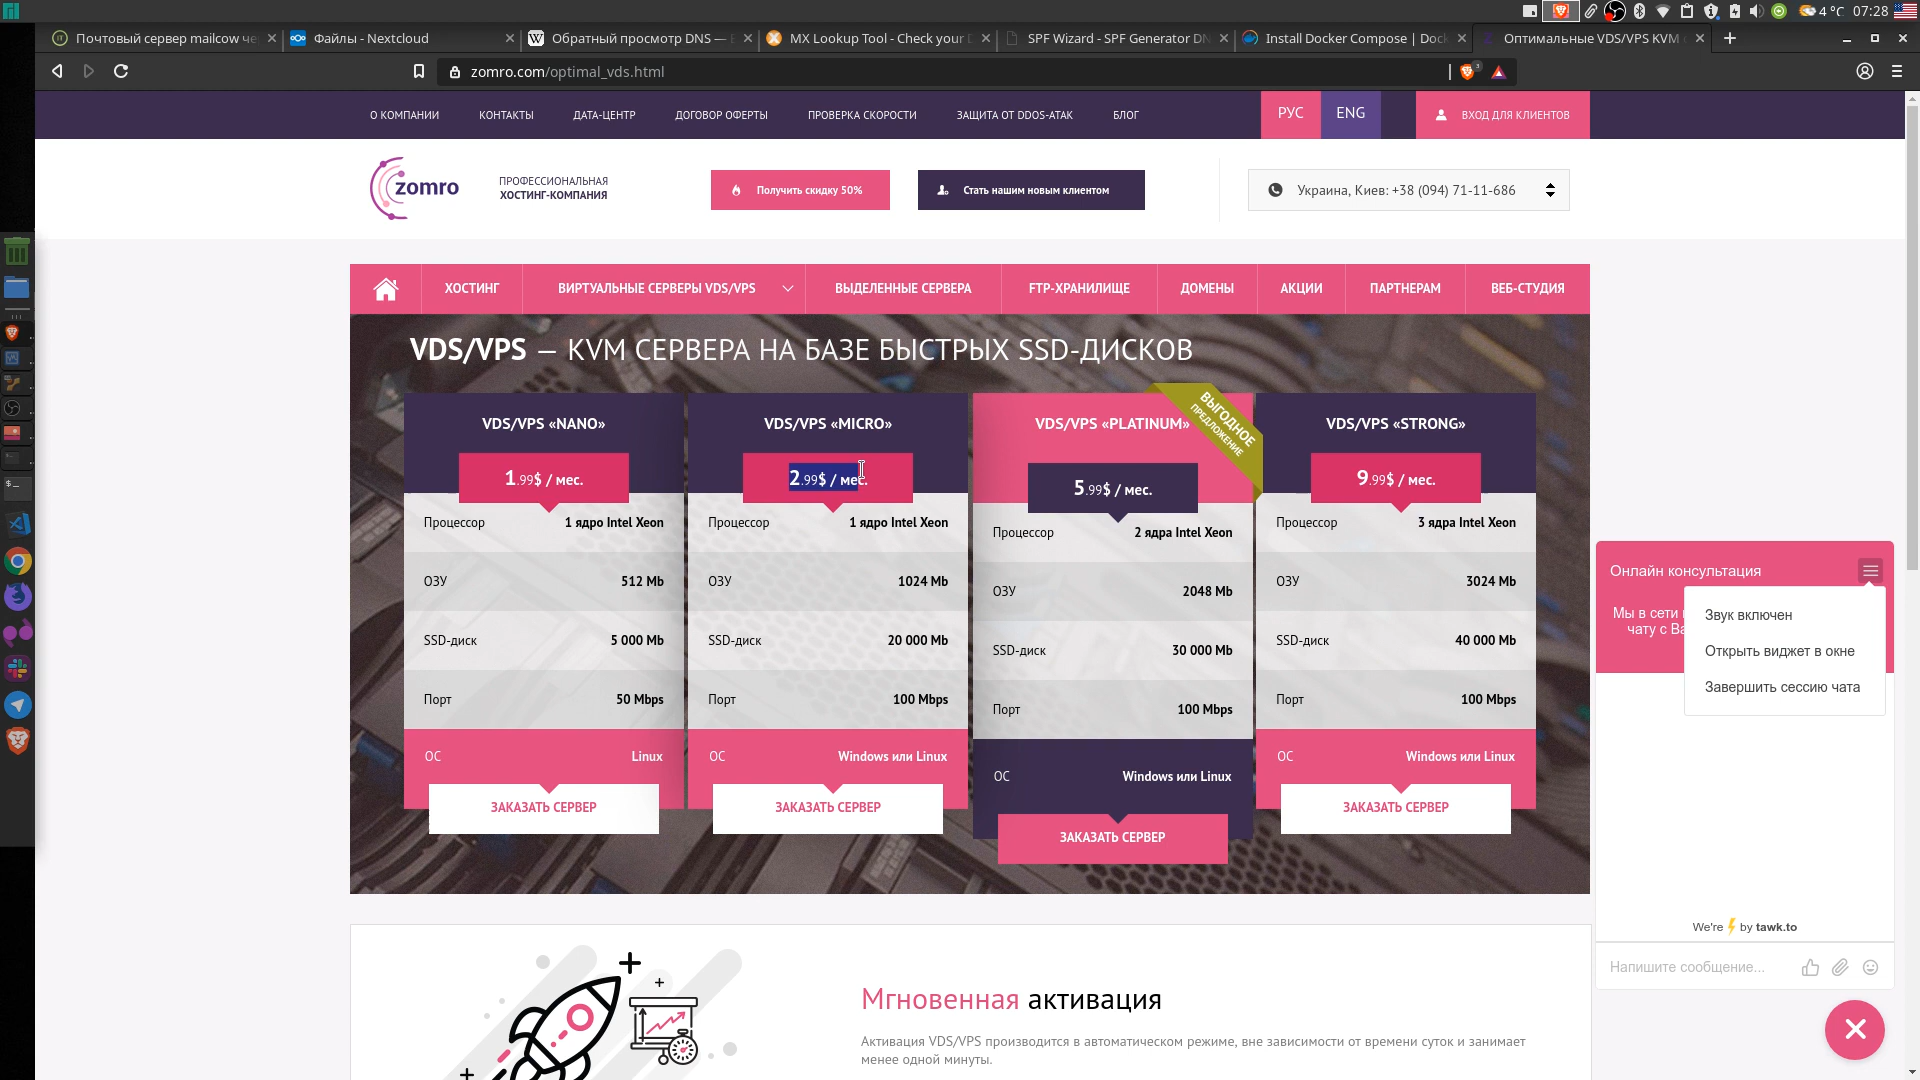 4 °C 07:28
Почтовый сервер mailcow че
Файлы - Nextcloud
Обратный просмотр DNS —
MX Lookup Tool - Check your
SPF Wizard - SPF Generator DN
Install Docker Compose | Doc
Оптимальные VDS/VPS KVM
zomro.com/optimal_vds.html
3
О КОМПАНИИ
КОНТАКТЫ
ДАТА-ЦЕНТР
ДОГОВОР ОФЕРТЫ
ПРОВЕРКА СКОРОСТИ
ЗАЩИТА ОТ DDOS-АТАК
БЛОГ
РУС
ENG
ВХОД ДЛЯ КЛИЕНТОВ
zomro
ПРОФЕССИОНАЛЬНАЯ
ХОСТИНГ-КОМПАНИЯ
Получить скидку 50%
Стать нашим новым клиентом
Украина, Киев: +38 (094) 71-11-686
ХОСТИНГ
ВИРТУАЛЬНЫЕ СЕРВЕРЫ VDS/VPS
ВЫДЕЛЕННЫЕ СЕРВЕРА
FTP-ХРАНИЛИЩЕ
ДОМЕНЫ
АКЦИИ
ПАРТНЕРАМ
ВЕБ-СТУДИЯ
VDS/VPS — KVM СЕРВЕРА НА БАЗЕ БЫСТРЫХ SSD-ДИСКОВ
VDS/VPS «NANO»
1.99$ / мес.
Процессор 1 ядро Intel Xeon
ОЗУ 512 Mb
SSD-диск 5 000 Mb
Порт 50 Mbps
ОС Linux
ЗАКАЗАТЬ СЕРВЕР
VDS/VPS «MICRO»
2.99$ / мес.
Процессор 1 ядро Intel Xeon
ОЗУ 1024 Mb
SSD-диск 20 000 Mb
Порт 100 Mbps
ОС Windows или Linux
ЗАКАЗАТЬ СЕРВЕР
VDS/VPS «PLATINUM»
ВЫГОДНОЕ
ПРЕДЛОЖЕНИЕ
5.99$ / мес.
Процессор 2 ядра Intel Xeon
ОЗУ 2048 Mb
SSD-диск 30 000 Mb
Порт 100 Mbps
ОС Windows или Linux
ЗАКАЗАТЬ СЕРВЕР
VDS/VPS «STRONG»
9.99$ / мес.
Процессор 3 ядра Intel Xeon
ОЗУ 3024 Mb
SSD-диск 40 000 Mb
Порт 100 Mbps
ОС Windows или Linux
ЗАКАЗАТЬ СЕРВЕР
Онлайн консультация
Мы в сети
чату с Ва
Звук включен
Открыть виджет в окне
Завершить сессию чата
We're by tawk.to
Напишите сообщение...
Мгновенная активация
Активация VDS/VPS производится в автоматическом режиме, вне зависимости от времени суток и занимает
менее одной минуты.